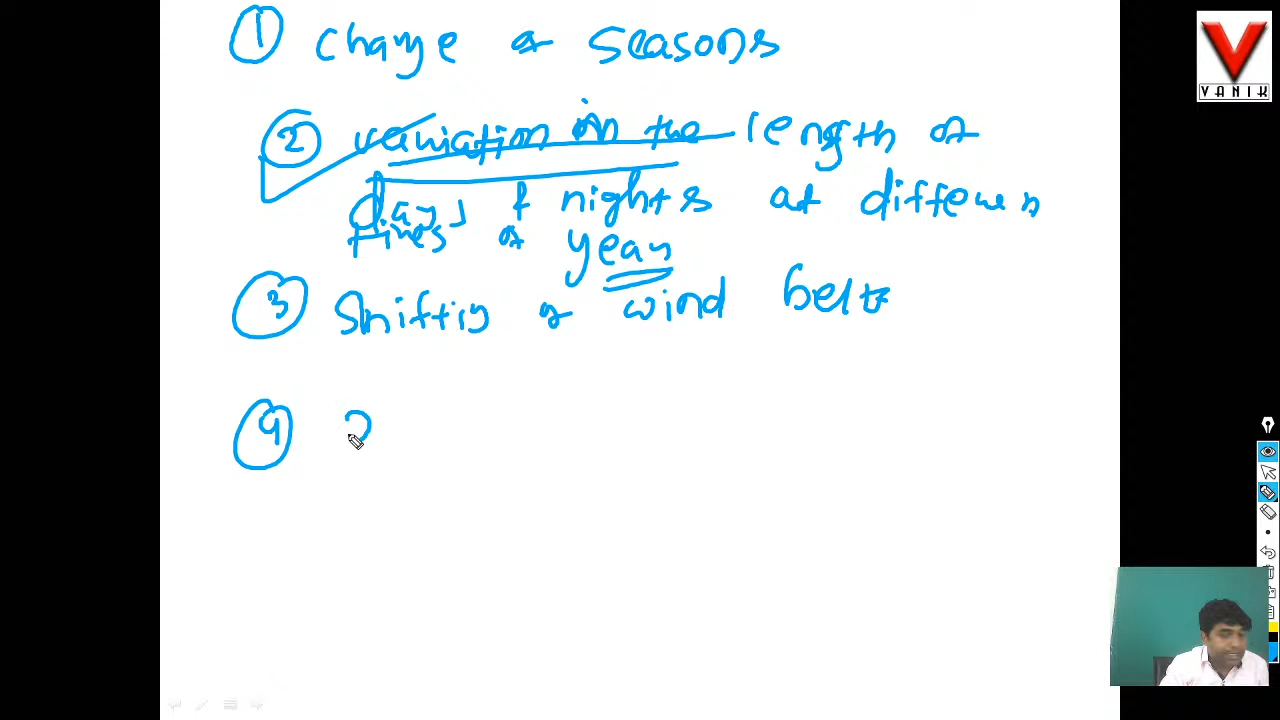 ① Change of seasons
② variation in the length of
days & nights at different
times of year
③ Shifting of wind belts
④
VANIK